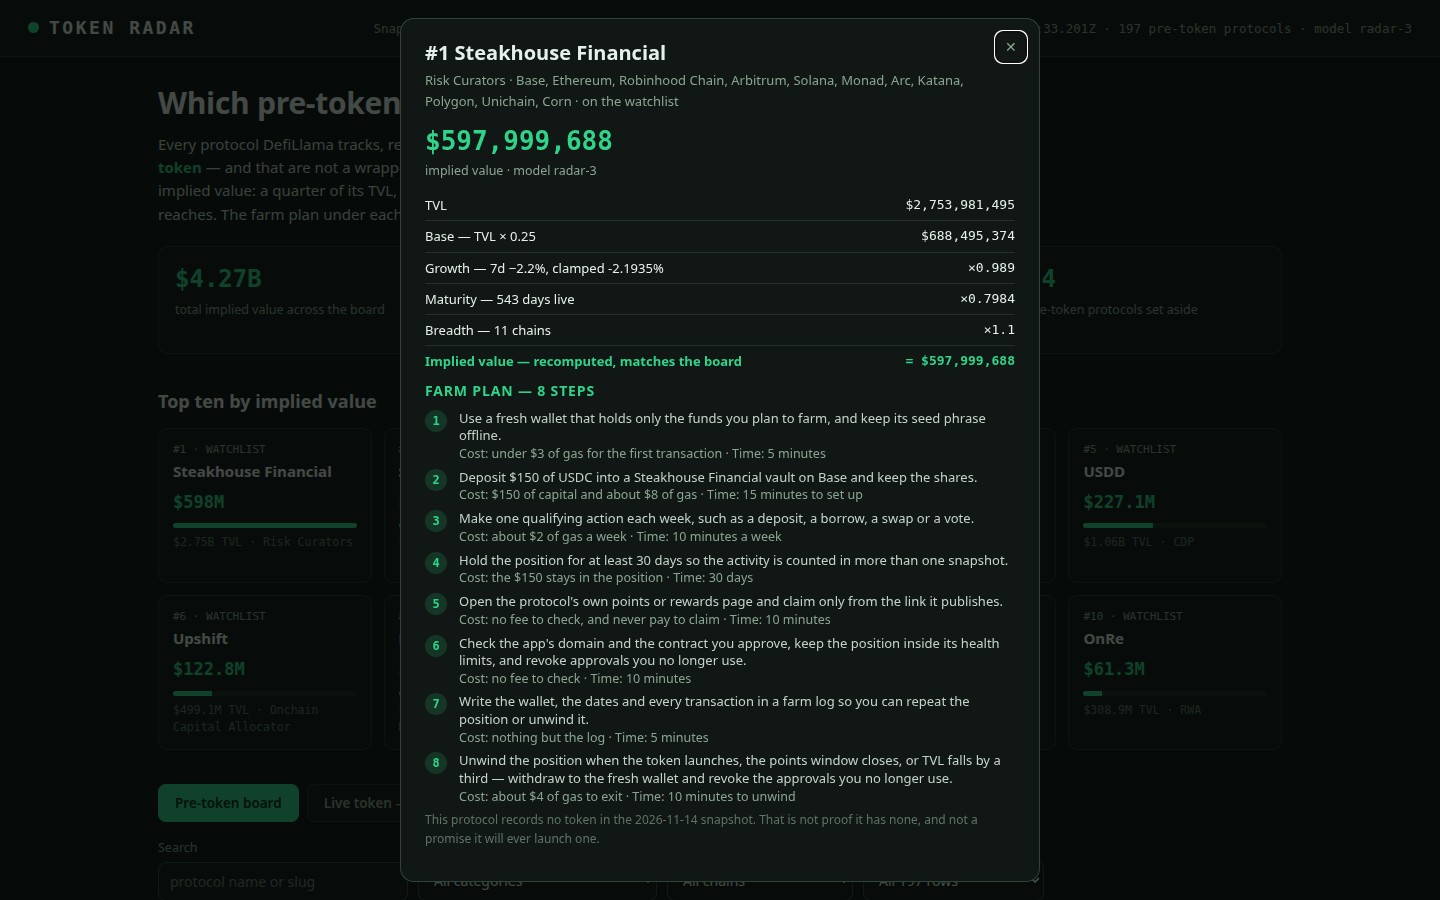 TOKEN RADAR
Snap
33.201Z · 197 pre-token protocols · model radar-3
Which pre-token
Every protocol DefiLlama tracks, re
token — and that are not a wrapp
implied value: a quarter of its TVL,
reaches. The farm plan under each
$4.27B
total implied value across the board
4
e-token protocols set aside
Top ten by implied value
#1 · WATCHLIST
Steakhouse Financial
$598M
$2.75B TVL · Risk Curators
#5 · WATCHLIST
USDD
$227.1M
$1.06B TVL · CDP
#6 · WATCHLIST
Upshift
$122.8M
$499.1M TVL · Onchain
Capital Allocator
#10 · WATCHLIST
OnRe
$61.3M
$308.9M TVL · RWA
Pre-token board
Live token –
Search
protocol name or slug
All categories
All chains
All 197 rows
#1 Steakhouse Financial
×
Risk Curators · Base, Ethereum, Robinhood Chain, Arbitrum, Solana, Monad, Arc, Katana,
Polygon, Unichain, Corn · on the watchlist
$597,999,688
implied value · model radar-3
TVL $2,753,981,495
Base — TVL × 0.25 $688,495,374
Growth — 7d −2.2%, clamped -2.1935% ×0.989
Maturity — 543 days live ×0.7984
Breadth — 11 chains ×1.1
Implied value — recomputed, matches the board = $597,999,688
FARM PLAN — 8 STEPS
1 Use a fresh wallet that holds only the funds you plan to farm, and keep its seed phrase
offline.
Cost: under $3 of gas for the first transaction · Time: 5 minutes
2 Deposit $150 of USDC into a Steakhouse Financial vault on Base and keep the shares.
Cost: $150 of capital and about $8 of gas · Time: 15 minutes to set up
3 Make one qualifying action each week, such as a deposit, a borrow, a swap or a vote.
Cost: about $2 of gas a week · Time: 10 minutes a week
4 Hold the position for at least 30 days so the activity is counted in more than one snapshot.
Cost: the $150 stays in the position · Time: 30 days
5 Open the protocol's own points or rewards page and claim only from the link it publishes.
Cost: no fee to check, and never pay to claim · Time: 10 minutes
6 Check the app's domain and the contract you approve, keep the position inside its health
limits, and revoke approvals you no longer use.
Cost: no fee to check · Time: 10 minutes
7 Write the wallet, the dates and every transaction in a farm log so you can repeat the
position or unwind it.
Cost: nothing but the log · Time: 5 minutes
8 Unwind the position when the token launches, the points window closes, or TVL falls by a
third — withdraw to the fresh wallet and revoke the approvals you no longer use.
Cost: about $4 of gas to exit · Time: 10 minutes to unwind
This protocol records no token in the 2026-11-14 snapshot. That is not proof it has none, and not a
promise it will ever launch one.